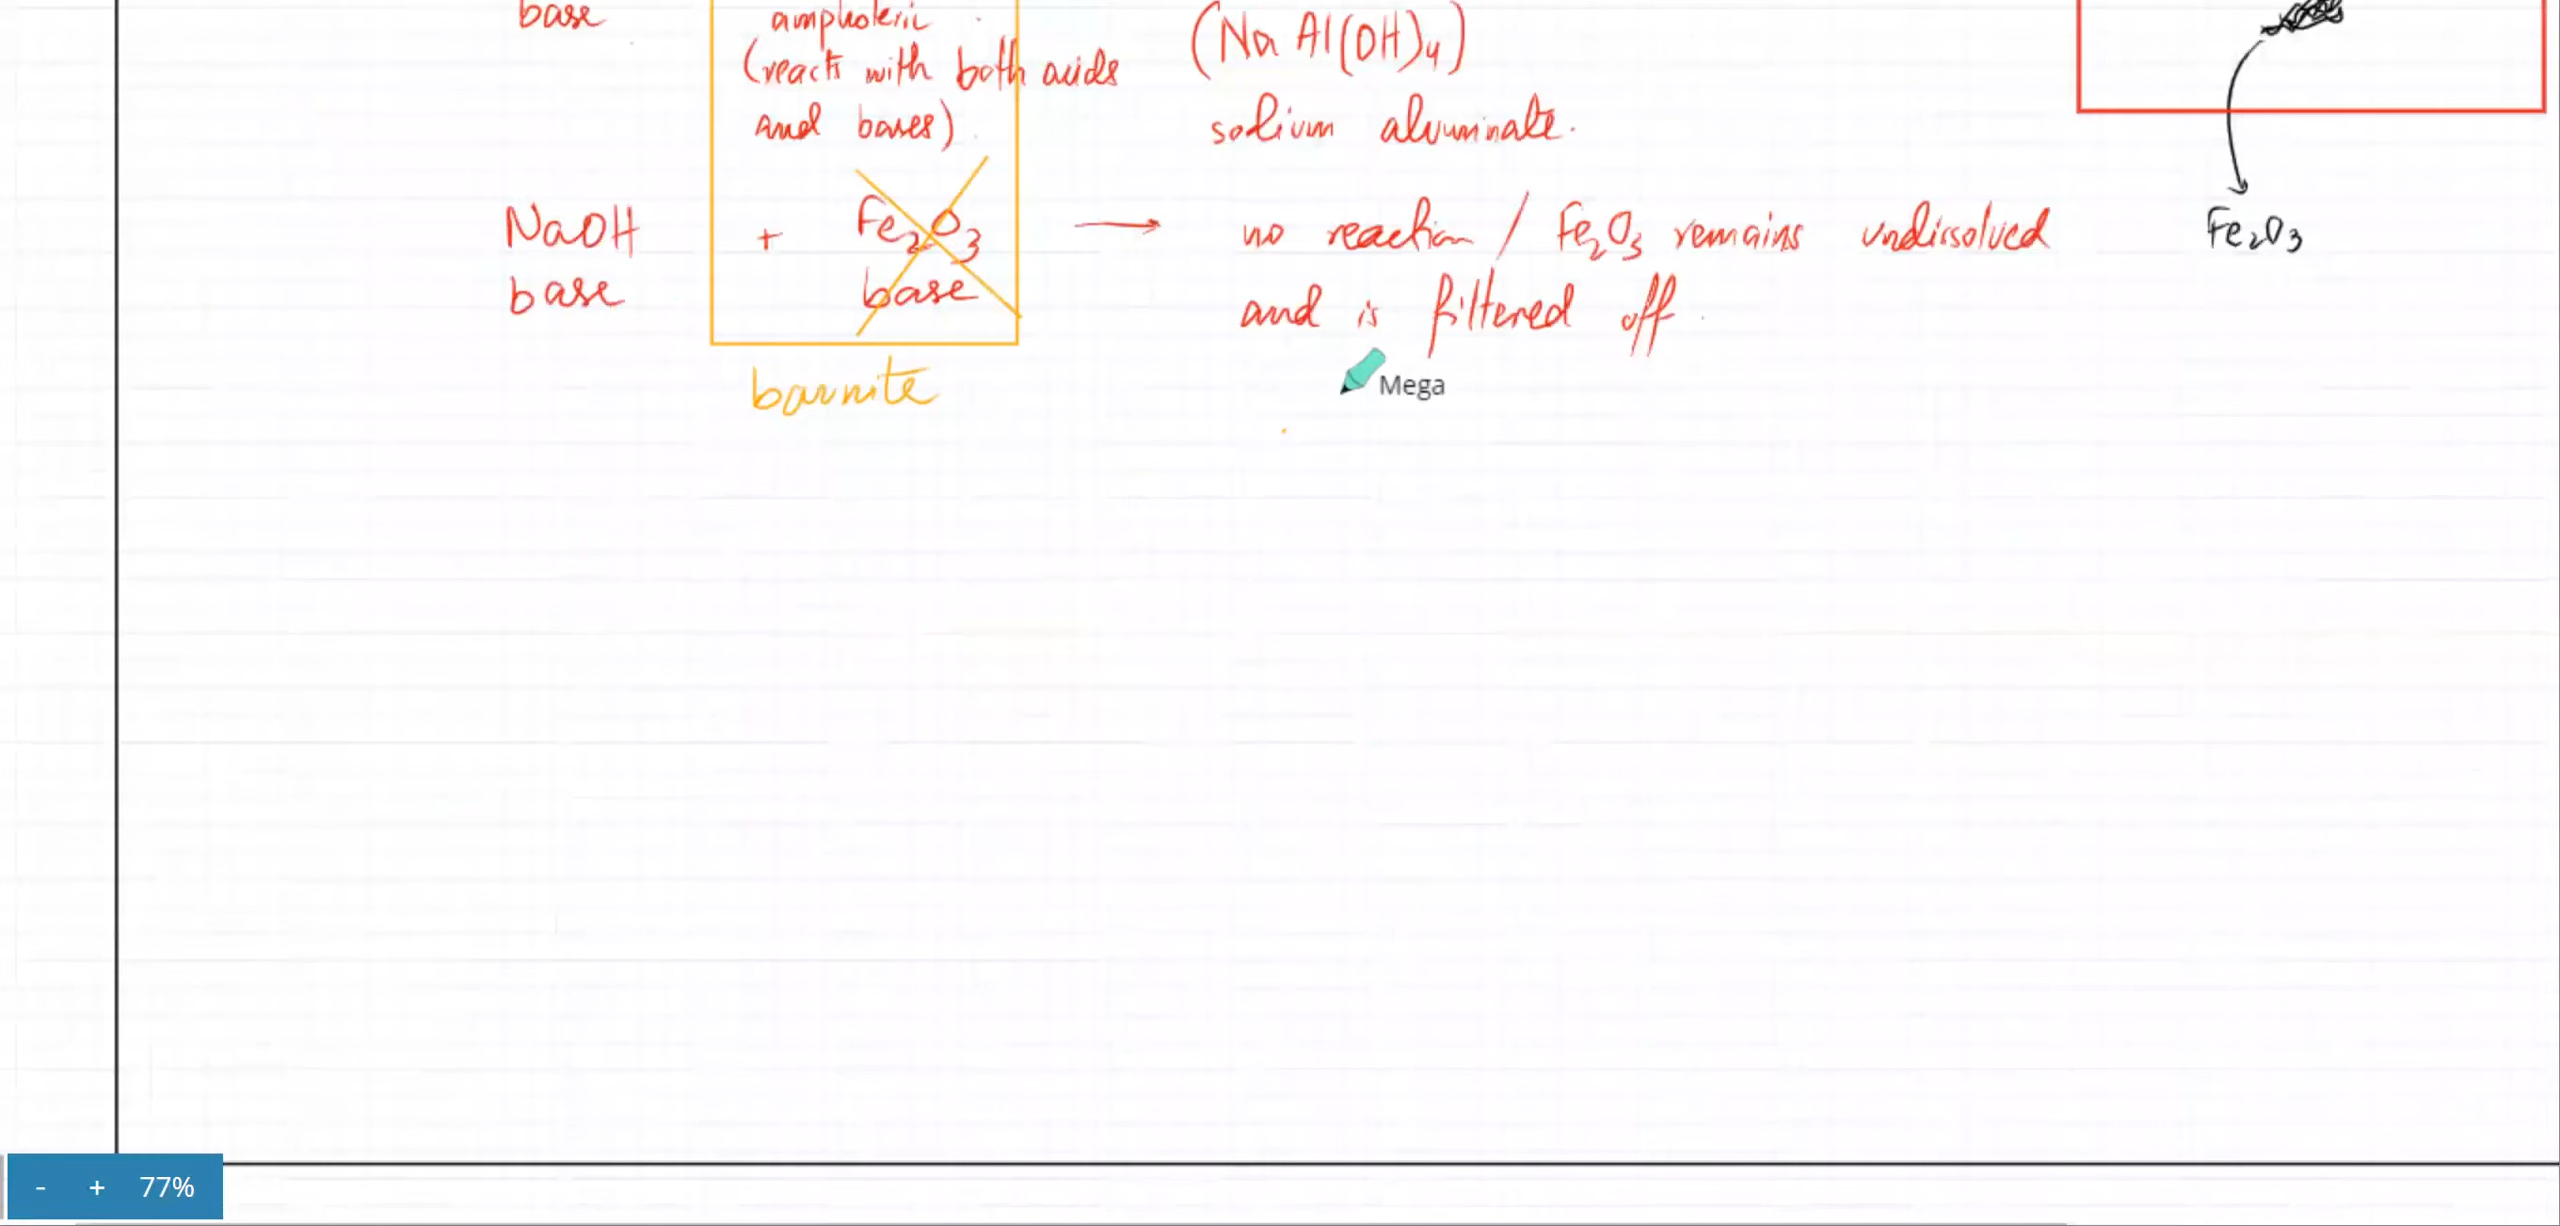 base
amphoteric
(reacts with both acids
and bases).
(Na Al(OH)₄)
sodium aluminate.
NaOH + Fe₂O₃ → no reaction / Fe₂O₃ remains undissolved
base base and is filtered off.
Fe₂O₃
bauxite
Mega
- + 77%